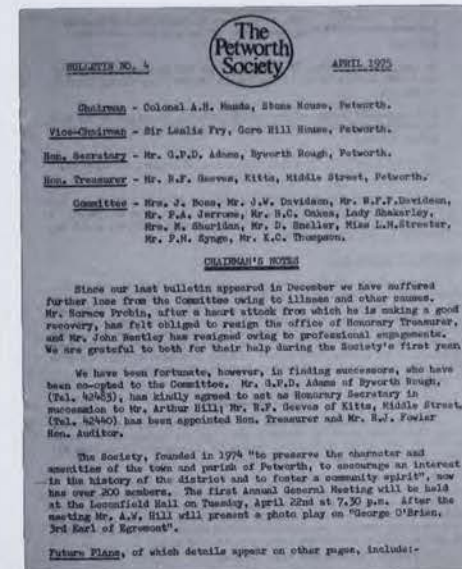 The
Petworth
Society
BULLETIN NO. 4
APRIL 1975
Chairman - Colonel A.H. Maude, Stone House, Petworth.
Vice-Chairman - Sir Leslie Fry, Gore Hill House, Petworth.
Hon. Secretary - Mr. G.P.D. Adams, Byworth Rough, Petworth.
Hon. Treasurer - Mr. R.F. Geeves, Kitts, Middle Street, Petworth.
Committee - Mrs. J. Boss, Mr. J.W. Davidson, Mr. R.F.F. Davidson,
Mr. P.A. Jerrome, Mr. H.C. Oakes, Lady Shakerley,
Mrs. M. Sheridan, Mr. D. Sneller, Miss L.M. Streeter,
Mr. P.M. Synge, Mr. K.C. Thompson.
CHAIRMAN'S NOTES
Since our last bulletin appeared in December we have suffered
further loss from the Committee owing to illness and other causes.
Mr. Horace Probin, after a heart attack from which he is making a good
recovery, has felt obliged to resign the office of Honorary Treasurer,
and Mr. John Bentley has resigned owing to professional engagements.
We are grateful to both for their help during the Society's first year.
We have been fortunate, however, in finding successors, who have
been co-opted to the Committee. Mr. G.P.D. Adams of Byworth Rough,
(Tel. 42483), has kindly agreed to act as Honorary Secretary in
succession to Mr. Arthur Hill; Mr. R.F. Geeves of Kitts, Middle Street,
(Tel. 42440) has been appointed Hon. Treasurer and Mr. R.J. Fowler
Hon. Auditor.
The Society, founded in 1974 "to preserve the character and
amenities of the town and parish of Petworth, to encourage an interest
in the history of the district and to foster a community spirit", now
has over 200 members. The first Annual General Meeting will be held
at the Leconfield Hall on Tuesday, April 22nd at 7.30 p.m. After the
meeting Mr. A.W. Hill will present a photo play on "George O'Brien,
3rd Earl of Egremont".
Future Plans, of which details appear on other pages, include:-